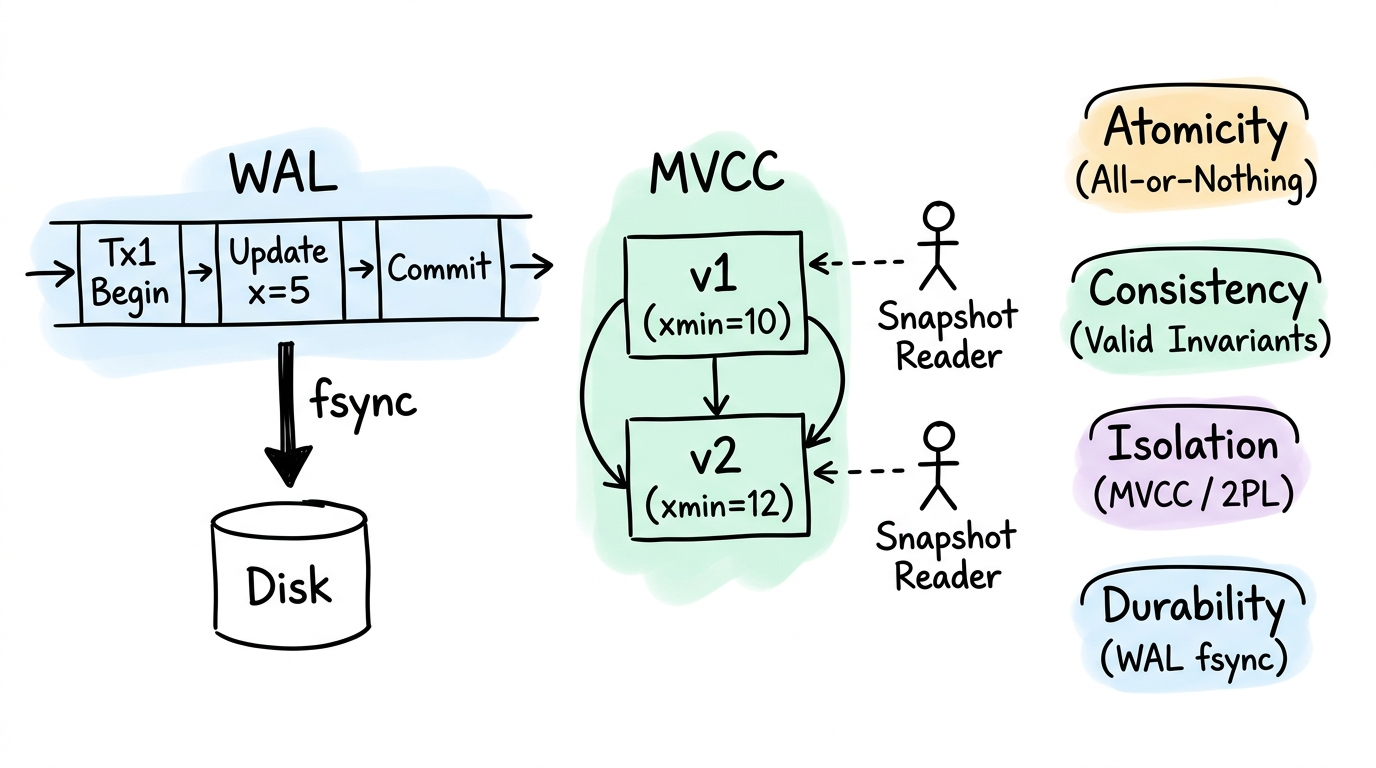 WAL
Tx1
Begin
Update
x=5
Commit
fsync
Disk
MVCC
v1
(xmin=10)
v2
(xmin=12)
Snapshot
Reader
Snapshot
Reader
Atomicity
(All-or-Nothing)
Consistency
(Valid Invariants)
Isolation
(MVCC / 2PL)
Durability
(WAL fsync)